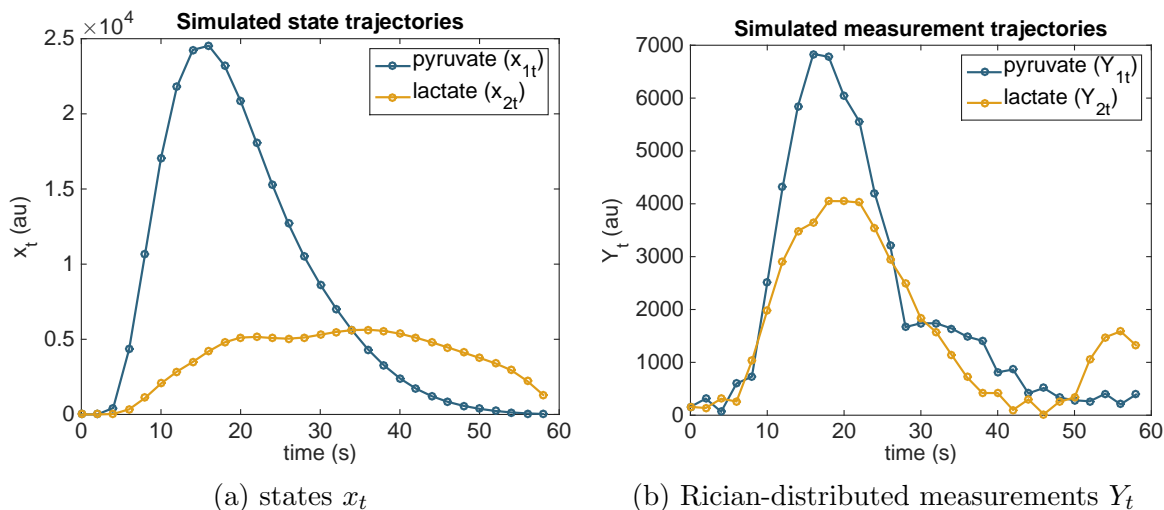 Simulated state trajectories
×10⁴
2.5
2
1.5
1
0.5
0
x_t (au)
pyruvate (x_1t)
lactate (x_2t)
0 10 20 30 40 50 60
time (s)
(a) states x_t
Simulated measurement trajectories
7000
6000
5000
4000
3000
2000
1000
0
Y_t (au)
pyruvate (Y_1t)
lactate (Y_2t)
0 10 20 30 40 50 60
time (s)
(b) Rician-distributed measurements Y_t